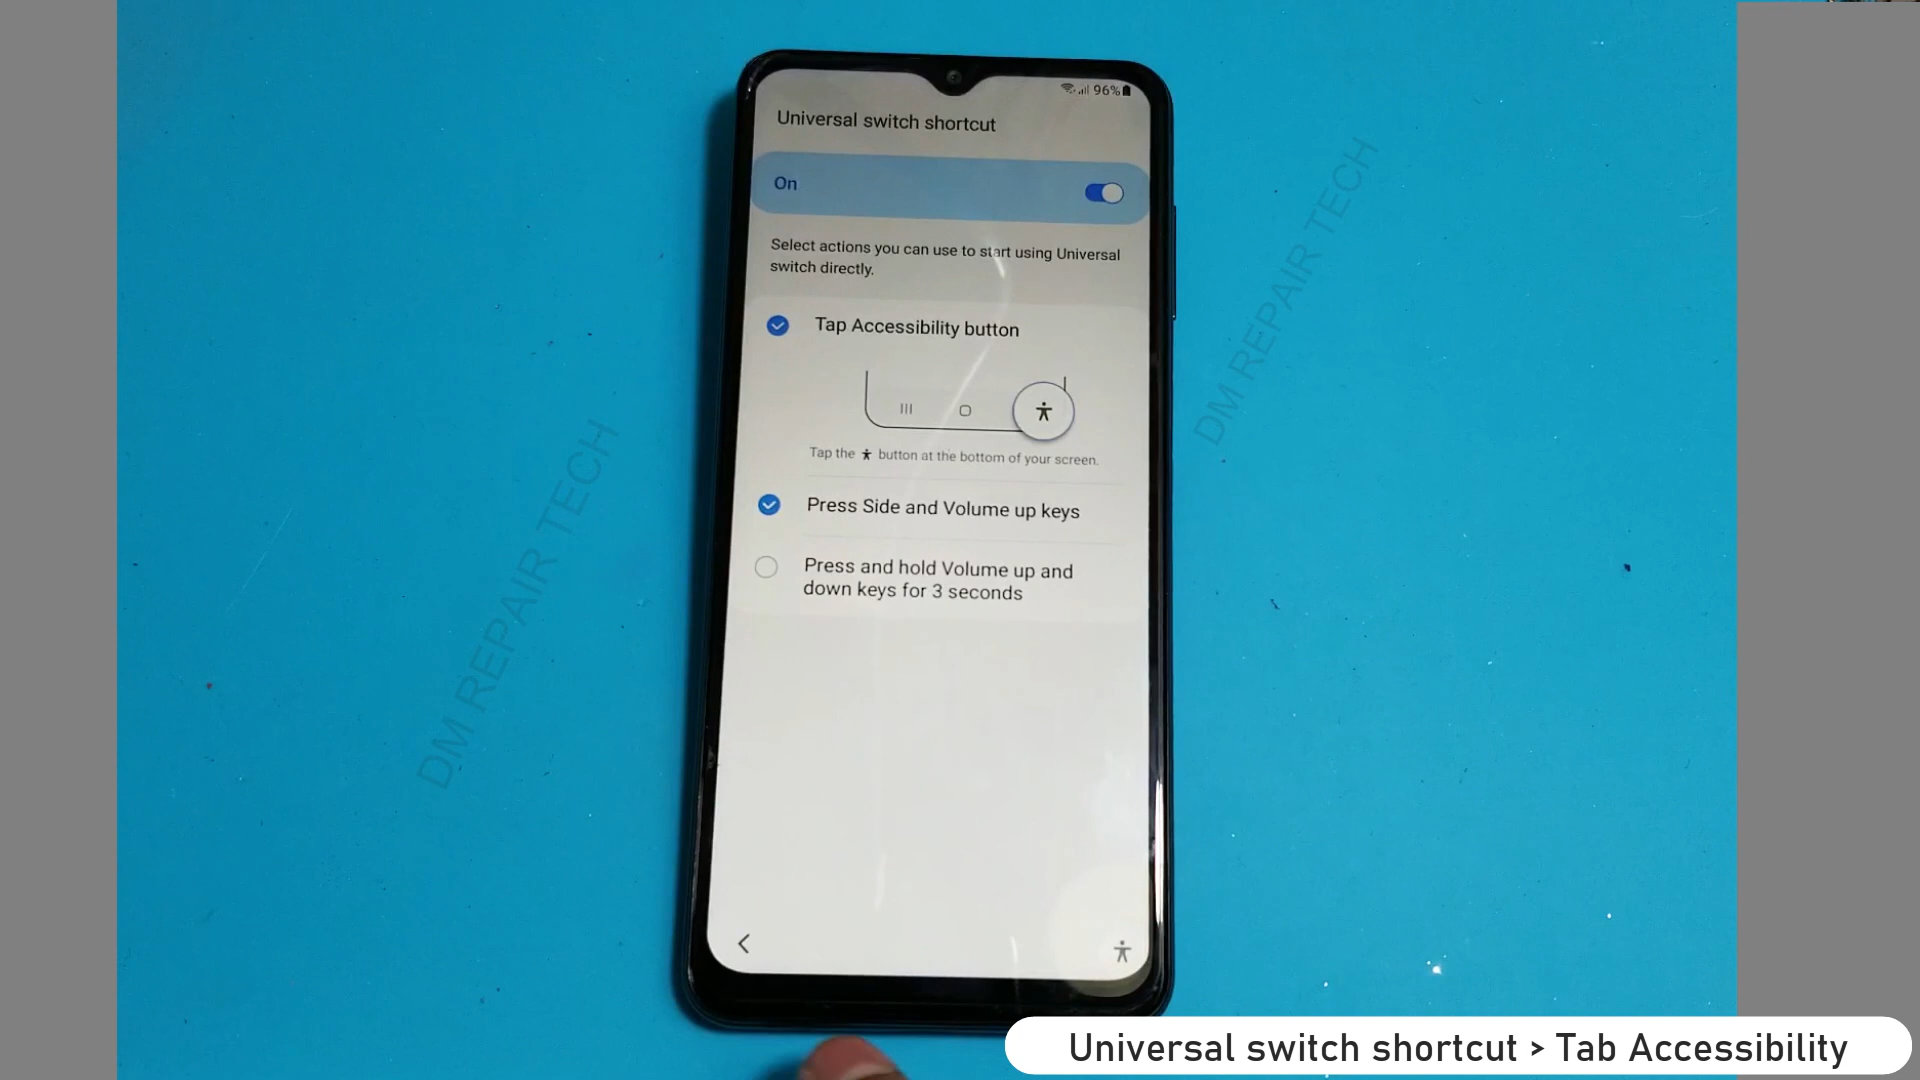 96%
Universal switch shortcut
On
Select actions you can use to start using Universal
switch directly.
Tap Accessibility button
Tap the button at the bottom of your screen.
Press Side and Volume up keys
Press and hold Volume up and
down keys for 3 seconds
DM REPAIR TECH
DM REPAIR TECH
Universal switch shortcut > Tab Accessibility